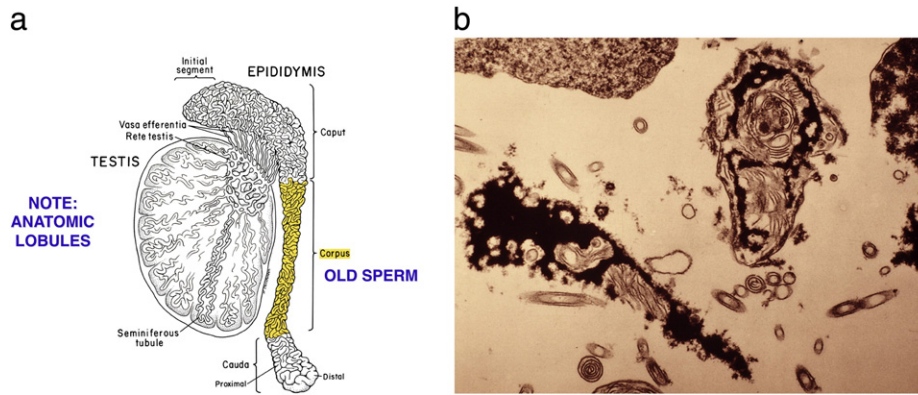 a
b
Initial
segment
EPIDIDYMIS
Vasa efferentia
Rete testis
Caput
TESTIS
NOTE:
ANATOMIC
LOBULES
Corpus
OLD SPERM
Seminiferous
tubule
Cauda
Proximal
Distal